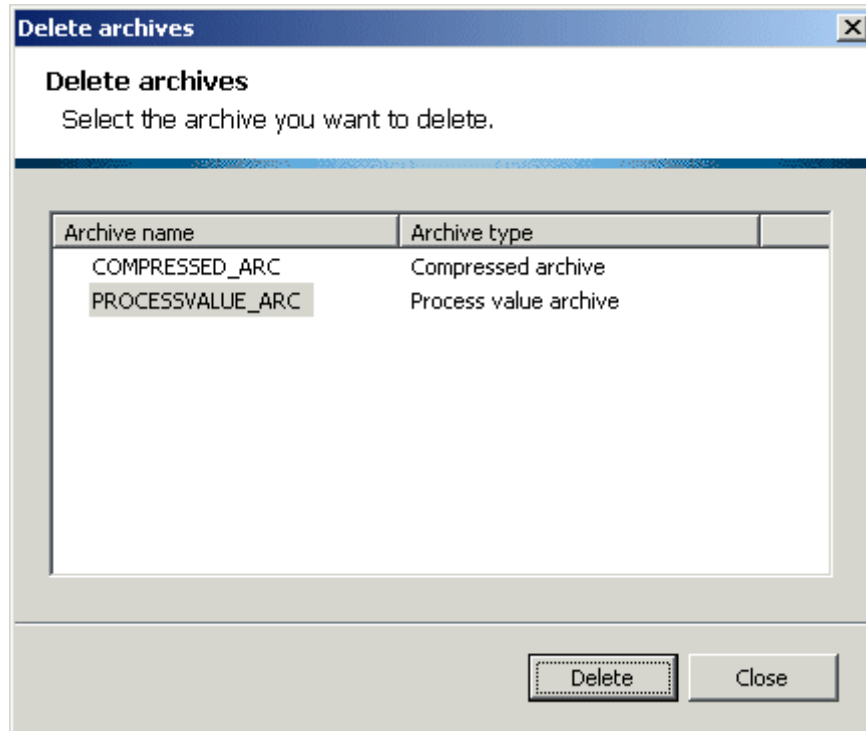 Delete archives
Delete archives
Select the archive you want to delete.
Archive name Archive type
COMPRESSED_ARC Compressed archive
PROCESSVALUE_ARC Process value archive
Delete Close